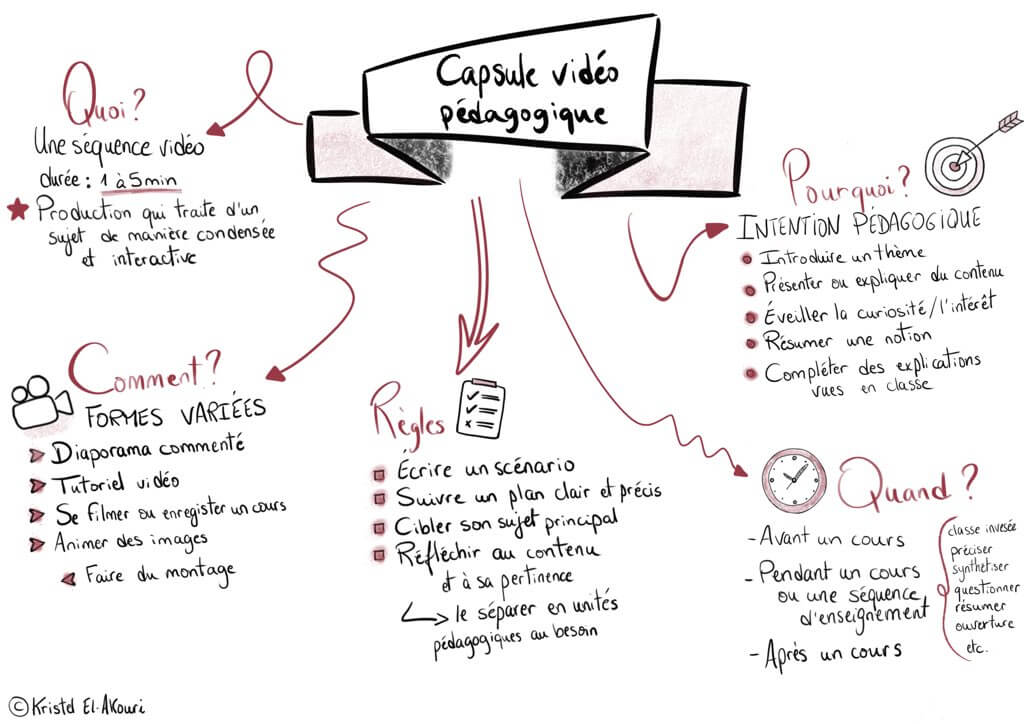 Capsule vidéo
pédagogique
Quoi?
Une séquence vidéo
durée : 1 à 5min
Production qui traite d'un
sujet de manière condensée
et interactive
Pourquoi?
INTENTION PÉDAGOGIQUE
Introduire un thème
Présenter ou expliquer du contenu
Éveiller la curiosité/l'intérêt
Résumer une notion
Compléter des explications
vues en classe
Comment?
FORMES VARIÉES
Diaporama commenté
Tutoriel vidéo
Se filmer ou enregister un cours
Animer des images
Faire du montage
Règles
Écrire un scénario
Suivre un plan clair et précis
Cibler son sujet principal
Réfléchir au contenu
et à sa pertinence
le séparer en unités
pédagogiques au besoin
Quand?
- Avant un cours
- Pendant un cours
ou une séquence
d'enseignement
- Après un cours
classe invesée
préciser
synthétiser
questionner
résumer
ouverture
etc.
© Kristel El-Akouri